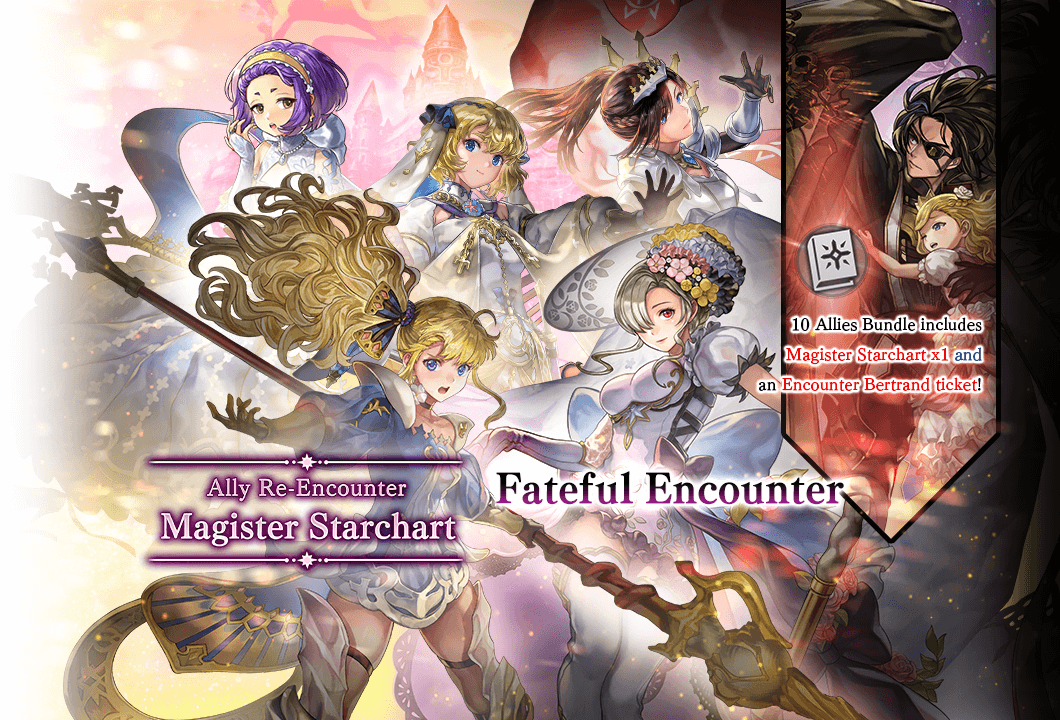 10 Allies Bundle includes
Magister Starchart x1 and
an Encounter Bertrand ticket!
Ally Re-Encounter
Magister Starchart
Fateful Encounter